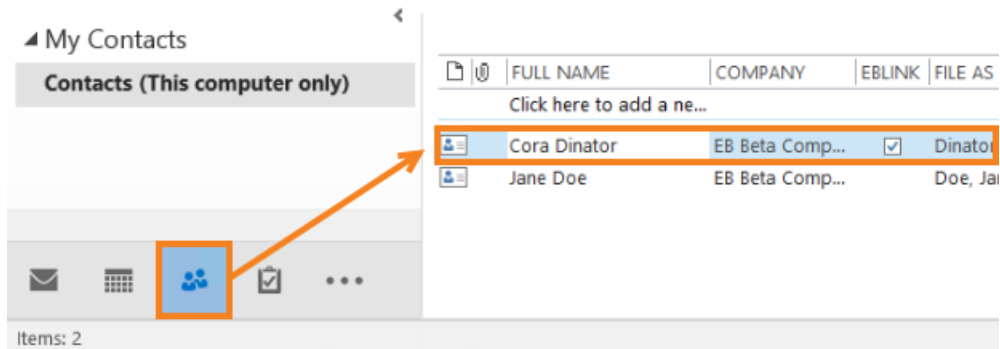 My Contacts
Contacts (This computer only)
FULL NAME COMPANY EBLINK FILE AS
Click here to add a ne...
Cora Dinator EB Beta Comp... Dinator
Jane Doe EB Beta Comp... Doe, Ja
Items: 2